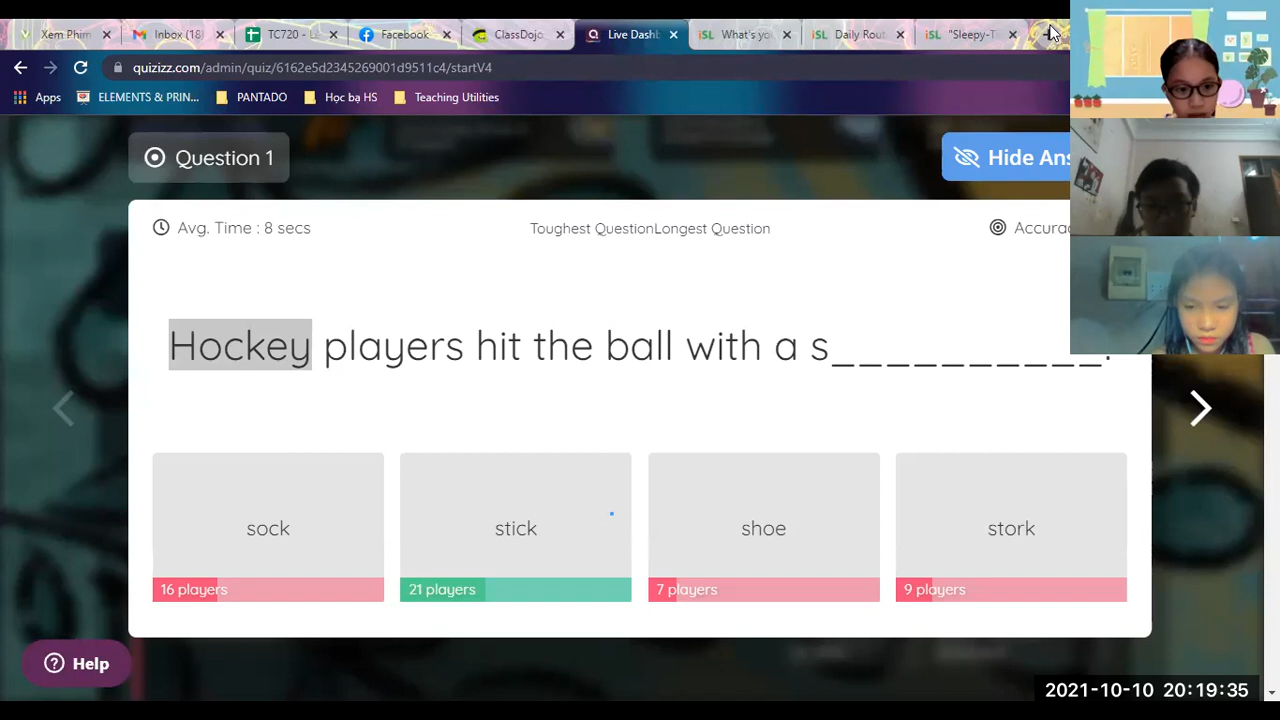 Xem Phim
Inbox (18)
TC720 - L
Facebook
ClassDojo
Live Dashb
What's yo
Daily Rout
"Sleepy-T
quizizz.com/admin/quiz/6162e5d2345269001d9511c4/startV4
Apps
ELEMENTS & PRIN...
PANTADO
Học bạ HS
Teaching Utilities
Question 1
Hide Ans
Avg. Time : 8 secs
Toughest QuestionLongest Question
Accurac
Hockey players hit the ball with a s__________.
sock
stick
shoe
stork
16 players
21 players
7 players
9 players
Help
2021-10-10 20:19:35